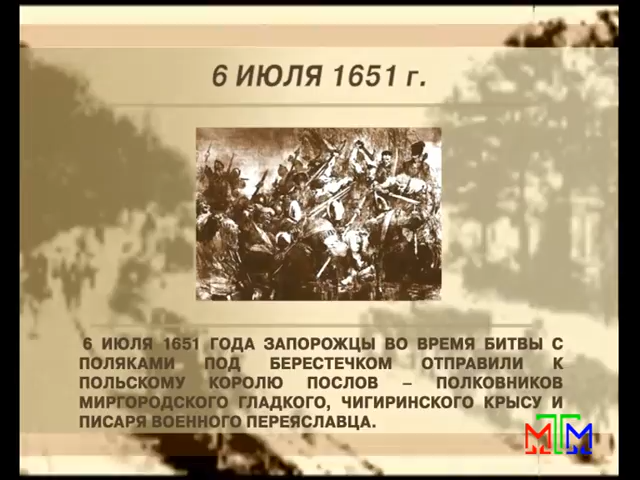 6 ИЮЛЯ 1651 г.
6 ИЮЛЯ 1651 ГОДА ЗАПОРОЖЦЫ ВО ВРЕМЯ БИТВЫ С
ПОЛЯКАМИ ПОД БЕРЕСТЕЧКОМ ОТПРАВИЛИ К
ПОЛЬСКОМУ КОРОЛЮ ПОСЛОВ – ПОЛКОВНИКОВ
МИРГОРОДСКОГО ГЛАДКОГО, ЧИГИРИНСКОГО КРЫСУ И
ПИСАРЯ ВОЕННОГО ПЕРЕЯСЛАВЦА.
МТМ